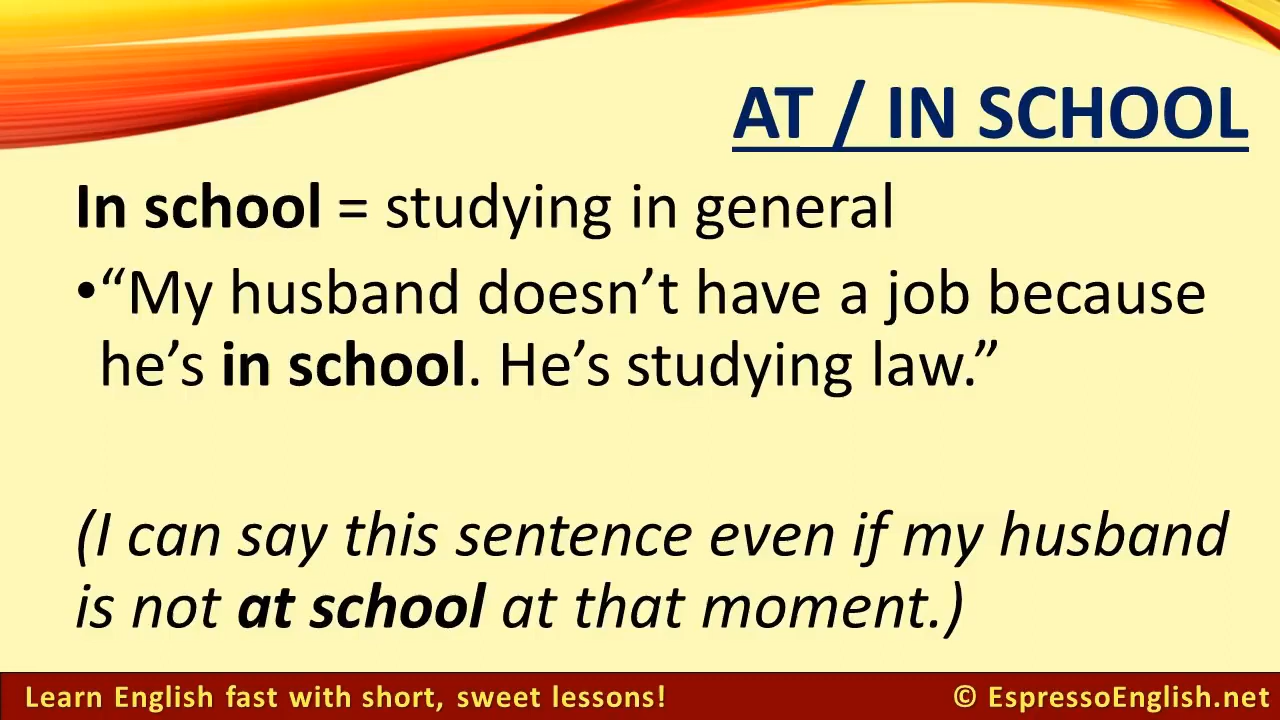 AT / IN SCHOOL
In school = studying in general
•“My husband doesn’t have a job because
he’s in school. He’s studying law.”
(I can say this sentence even if my husband
is not at school at that moment.)
Learn English fast with short, sweet lessons!
© EspressoEnglish.net